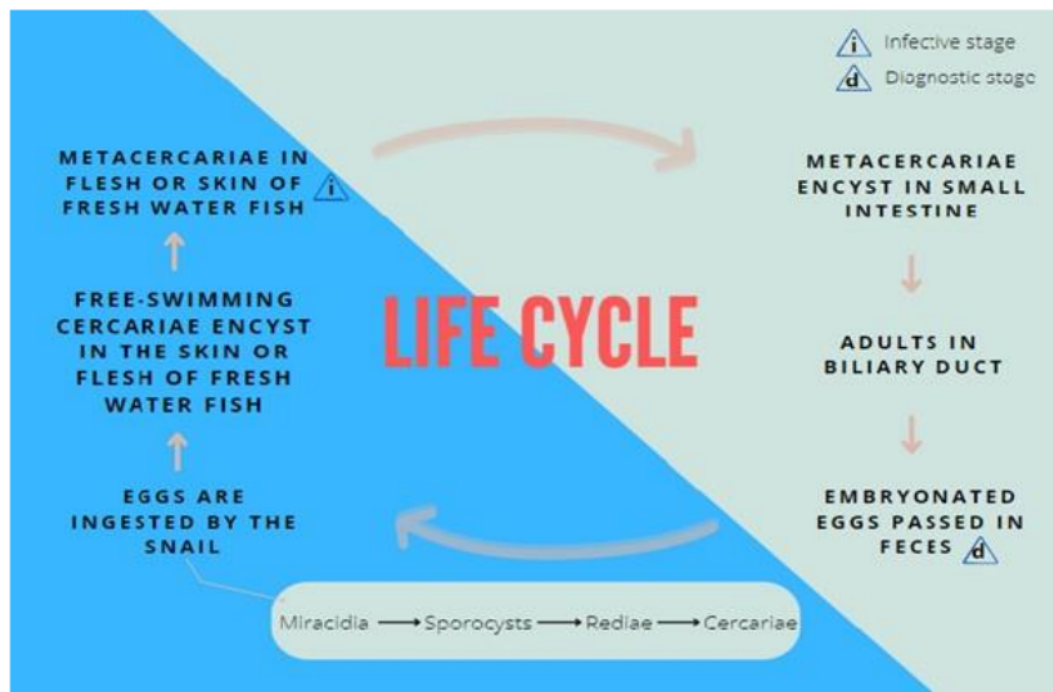 i Infective stage
d Diagnostic stage
METACERCARIAE IN
FLESH OR SKIN OF
FRESH WATER FISH i
FREE-SWIMMING
CERCARIAE ENCYST
IN THE SKIN OR
FLESH OF FRESH
WATER FISH
EGGS ARE
INGESTED BY THE
SNAIL
Miracidia Sporocysts Rediae Cercariae
LIFE CYCLE
METACERCARIAE
ENCYST IN SMALL
INTESTINE
ADULTS IN
BILIARY DUCT
EMBRYONATED
EGGS PASSED IN
FECES d